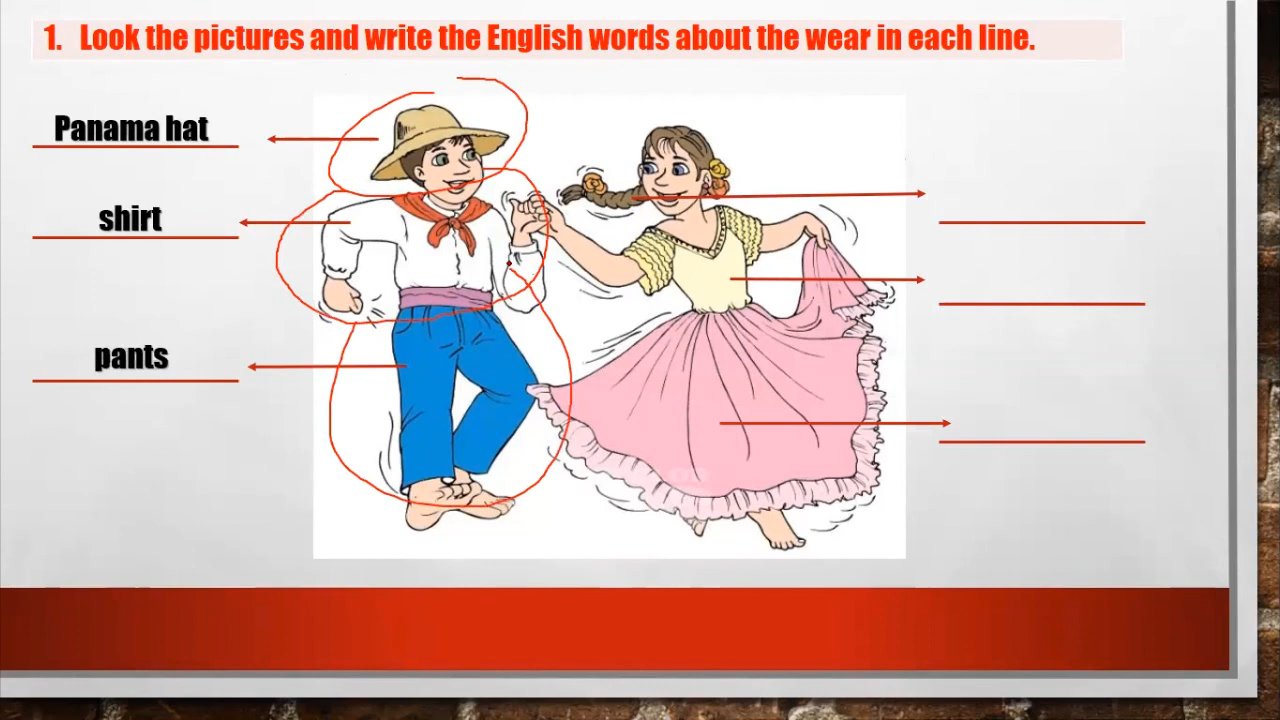 1. Look the pictures and write the English words about the wear in each line.
Panama hat
shirt
pants